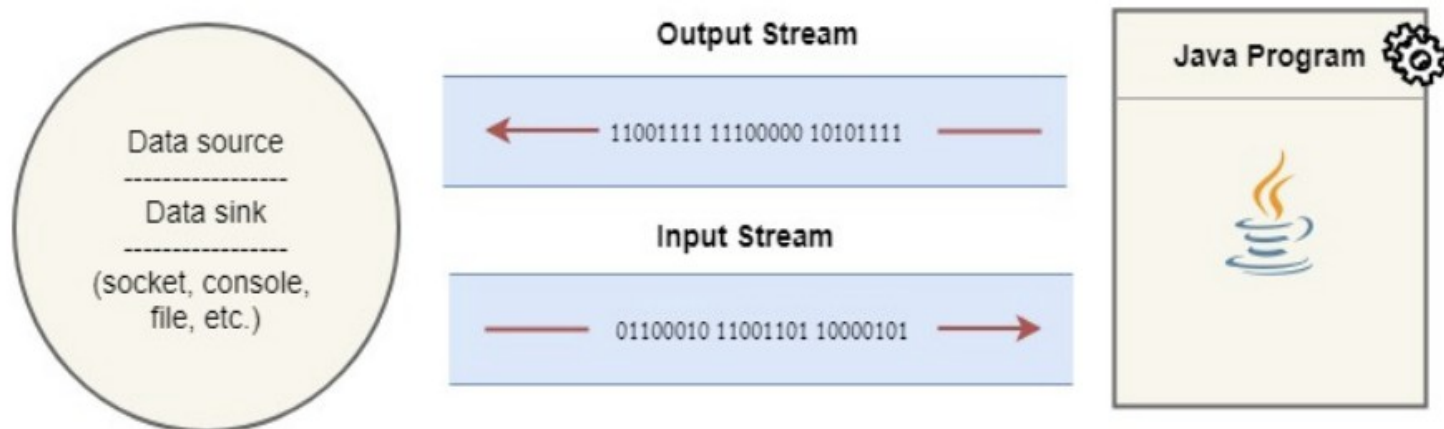 Data source
-----------------
Data sink
-----------------
(socket, console,
file, etc.)
Output Stream
11001111 11100000 10101111
Input Stream
01100010 11001101 10000101
Java Program